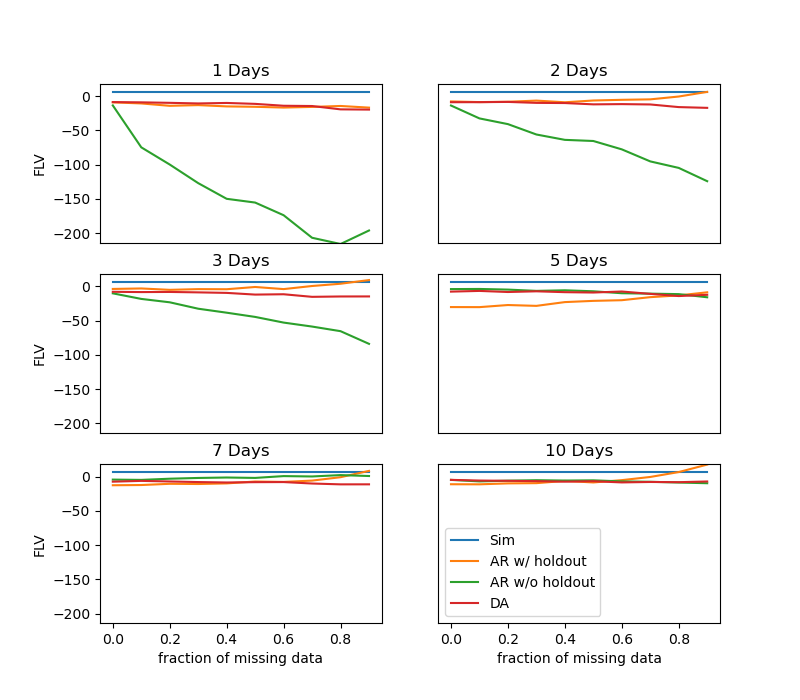 1 Days
2 Days
0
−50
−100
−150
−200
FLV
3 Days
5 Days
0
−50
−100
−150
−200
FLV
7 Days
10 Days
0
−50
−100
−150
−200
FLV
Sim
AR w/ holdout
AR w/o holdout
DA
0.0 0.2 0.4 0.6 0.8
0.0 0.2 0.4 0.6 0.8
fraction of missing data
fraction of missing data